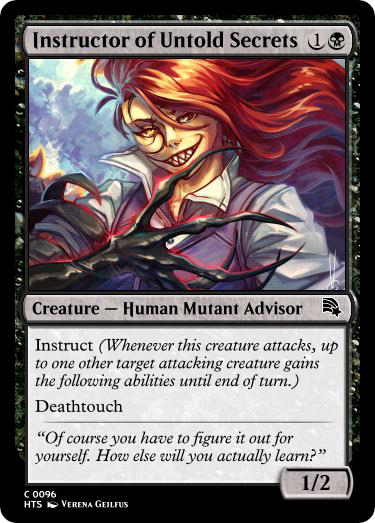 Instructor of Untold Secrets 1
Creature — Human Mutant Advisor
Instruct (Whenever this creature attacks, up
to one other target attacking creature gains
the following abilities until end of turn.)
Deathtouch
“Of course you have to figure it out for
yourself. How else will you actually learn?”
1/2
C 0096
HTS Verena Geilfus